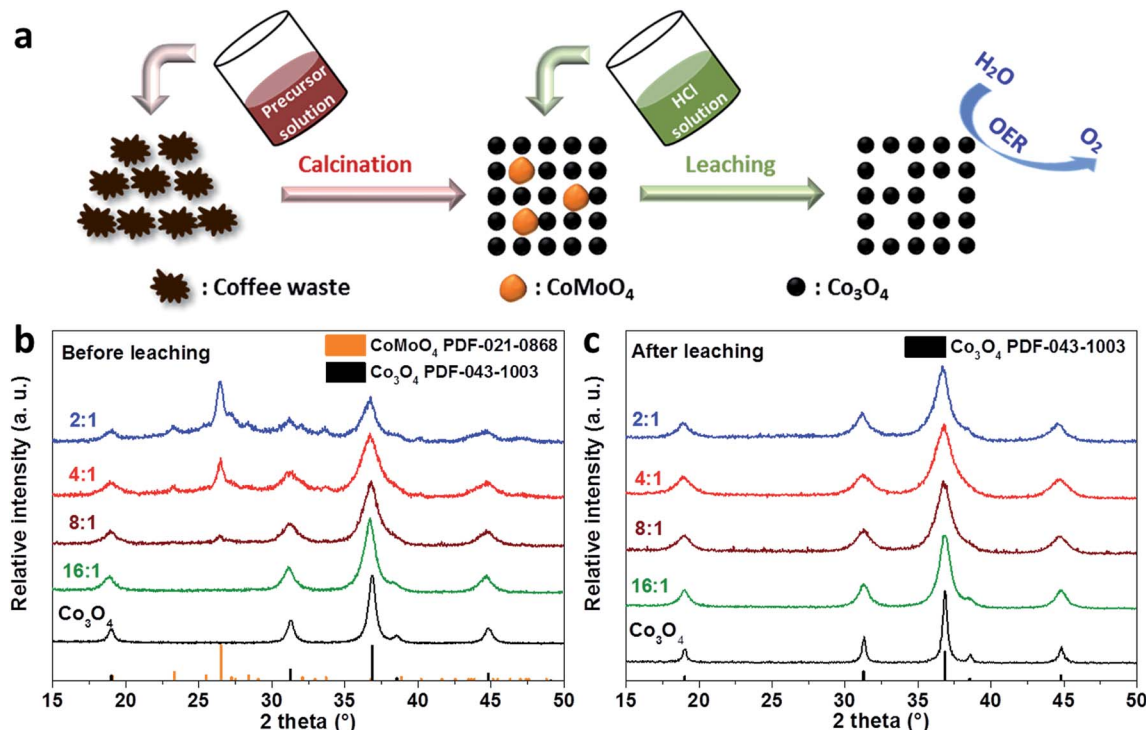 a
Precursor
solution
HCl
solution
H₂O
OER
O₂
Calcination
Leaching
: Coffee waste
: CoMoO₄
: Co₃O₄
b
Before leaching
CoMoO₄ PDF-021-0868
Co₃O₄ PDF-043-1003
2:1
4:1
8:1
16:1
Co₃O₄
Relative intensity (a. u.)
15 20 25 30 35 40 45 50
2 theta (°)
c
After leaching
Co₃O₄ PDF-043-1003
2:1
4:1
8:1
16:1
Co₃O₄
Relative intensity (a. u.)
15 20 25 30 35 40 45 50
2 theta (°)